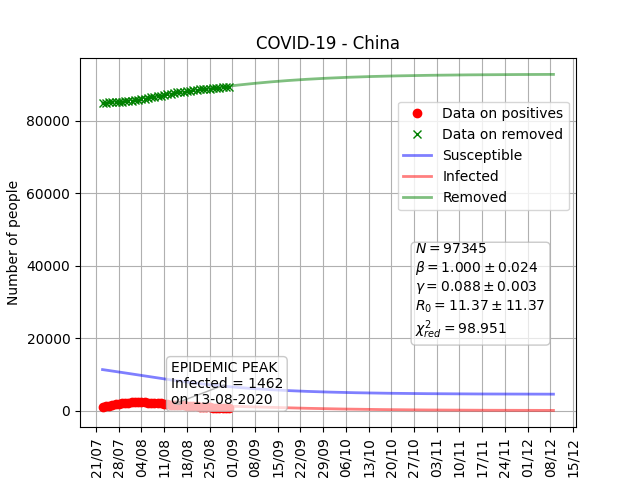 COVID-19 - China
Number of people
80000
60000
40000
20000
0
Data on positives
Data on removed
Susceptible
Infected
Removed
N = 97345
β = 1.000 ± 0.024
γ = 0.088 ± 0.003
R₀ = 11.37 ± 11.37
χ²_red = 98.951
EPIDEMIC PEAK
Infected = 1462
on 13-08-2020
21/07 28/07 04/08 11/08 18/08 25/08 01/09 08/09 15/09 22/09 29/09 06/10 13/10 20/10 27/10 03/11 10/11 17/11 24/11 01/12 08/12 15/12